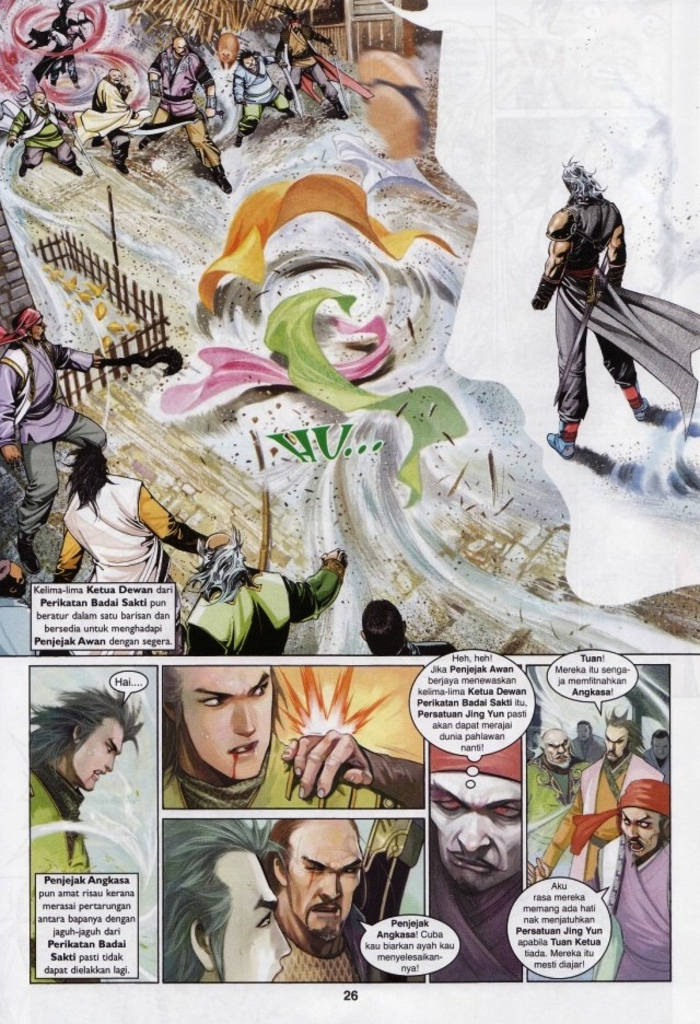 HU...
Kelima-lima Ketua Dewan dari
Perikatan Badai Sakti pun
beratur dalam satu barisan dan
bersedia untuk menghadapi
Penjejak Awan dengan segera.
Hai....
Penjejak Angkasa
pun amat risau kerana
merasai pertarungan
antara bapanya dengan
jaguh-jaguh dari
Perikatan Badai
Sakti pasti tidak
dapat dielakkan lagi.
Penjejak
Angkasa! Cuba
kau biarkan ayah kau
menyelesaikan-
nya!
Heh, heh!
Jika Penjejak Awan
berjaya menewaskan
kelima-lima Ketua Dewan
Perikatan Badai Sakti itu,
Persatuan Jing Yun pasti
akan dapat merajai
dunia pahlawan
nanti!
Tuan!
Mereka itu senga-
ja memfitnahkan
Angkasa!
Aku
rasa mereka
memang ada hati
nak menjatuhkan
Persatuan Jing Yun
apabila Tuan Ketua
tiada. Mereka itu
mesti diajar!
26